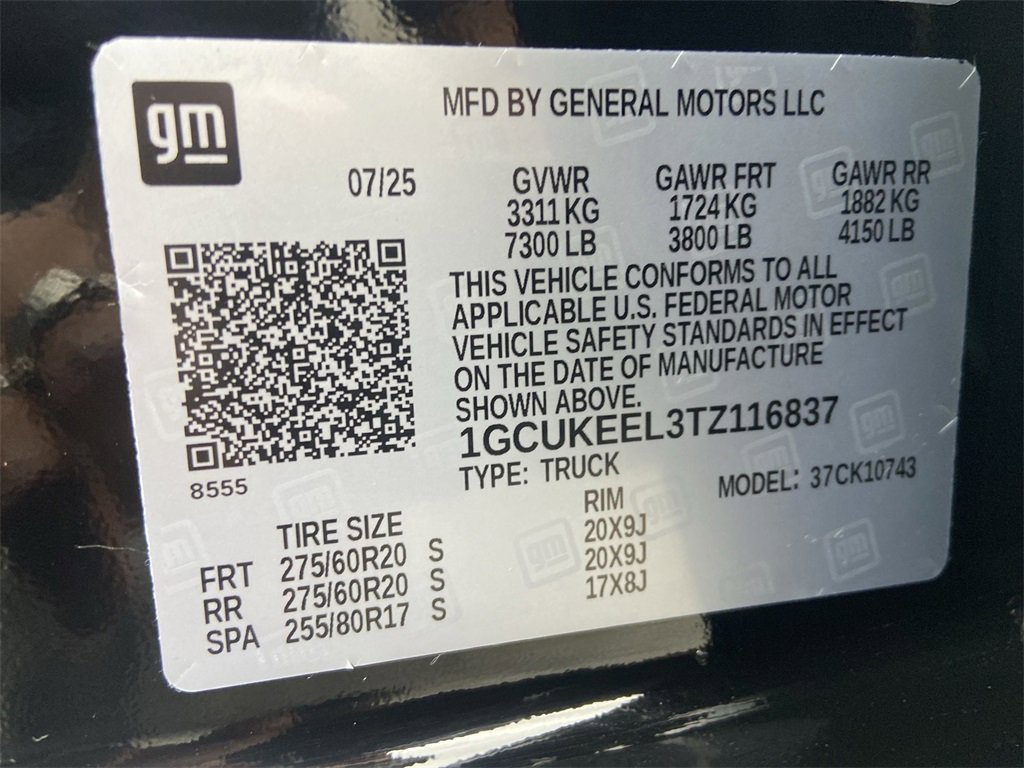 gm
MFD BY GENERAL MOTORS LLC
07/25
GVWR GAWR FRT GAWR RR
3311 KG 1724 KG 1882 KG
7300 LB 3800 LB 4150 LB
THIS VEHICLE CONFORMS TO ALL
APPLICABLE U.S. FEDERAL MOTOR
VEHICLE SAFETY STANDARDS IN EFFECT
ON THE DATE OF MANUFACTURE
SHOWN ABOVE.
1GCUKEEL3TZ116837
TYPE: TRUCK MODEL: 37CK10743
8555
TIRE SIZE RIM
FRT 275/60R20 S 20X9J
RR 275/60R20 S 20X9J
SPA 255/80R17 S 17X8J